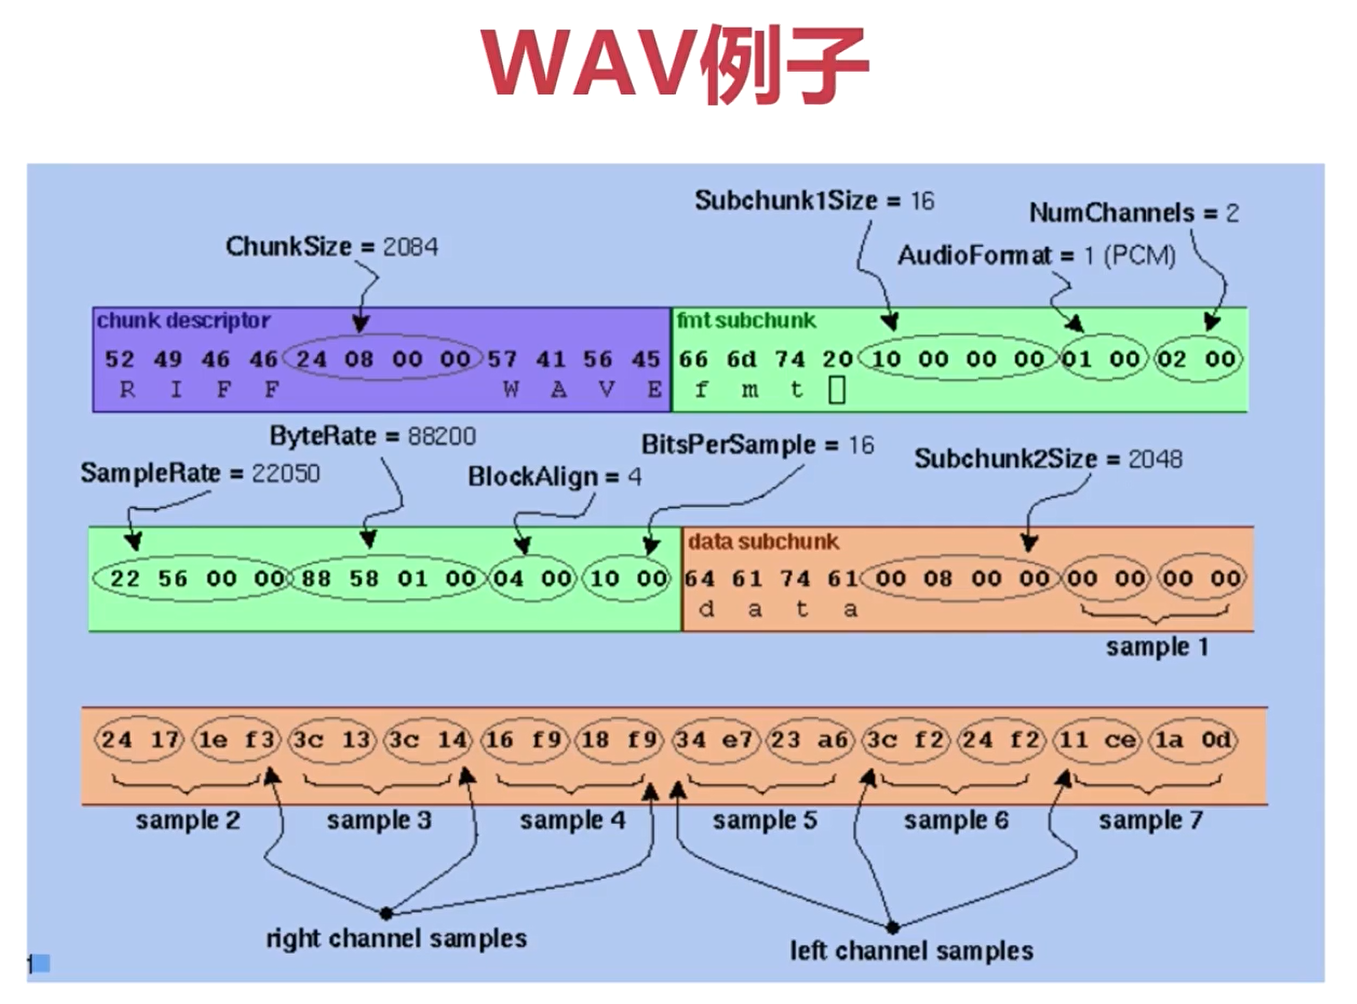 WAV例子
Subchunk1Size = 16
NumChannels = 2
ChunkSize = 2084
AudioFormat = 1 (PCM)
chunk descriptor
fmt subchunk
52 49 46 46 24 08 00 00 57 41 56 45 66 6d 74 20 10 00 00 00 01 00 02 00
R I F F W A V E f m t
ByteRate = 88200
BitsPerSample = 16
SampleRate = 22050
BlockAlign = 4
Subchunk2Size = 2048
data subchunk
22 56 00 00 88 58 01 00 04 00 10 00 64 61 74 61 00 08 00 00 00 00 00 00
d a t a
sample 1
24 17 1e f3 3c 13 3c 14 16 f9 18 f9 34 e7 23 a6 3c f2 24 f2 11 ce 1a 0d
sample 2 sample 3 sample 4 sample 5 sample 6 sample 7
right channel samples
left channel samples